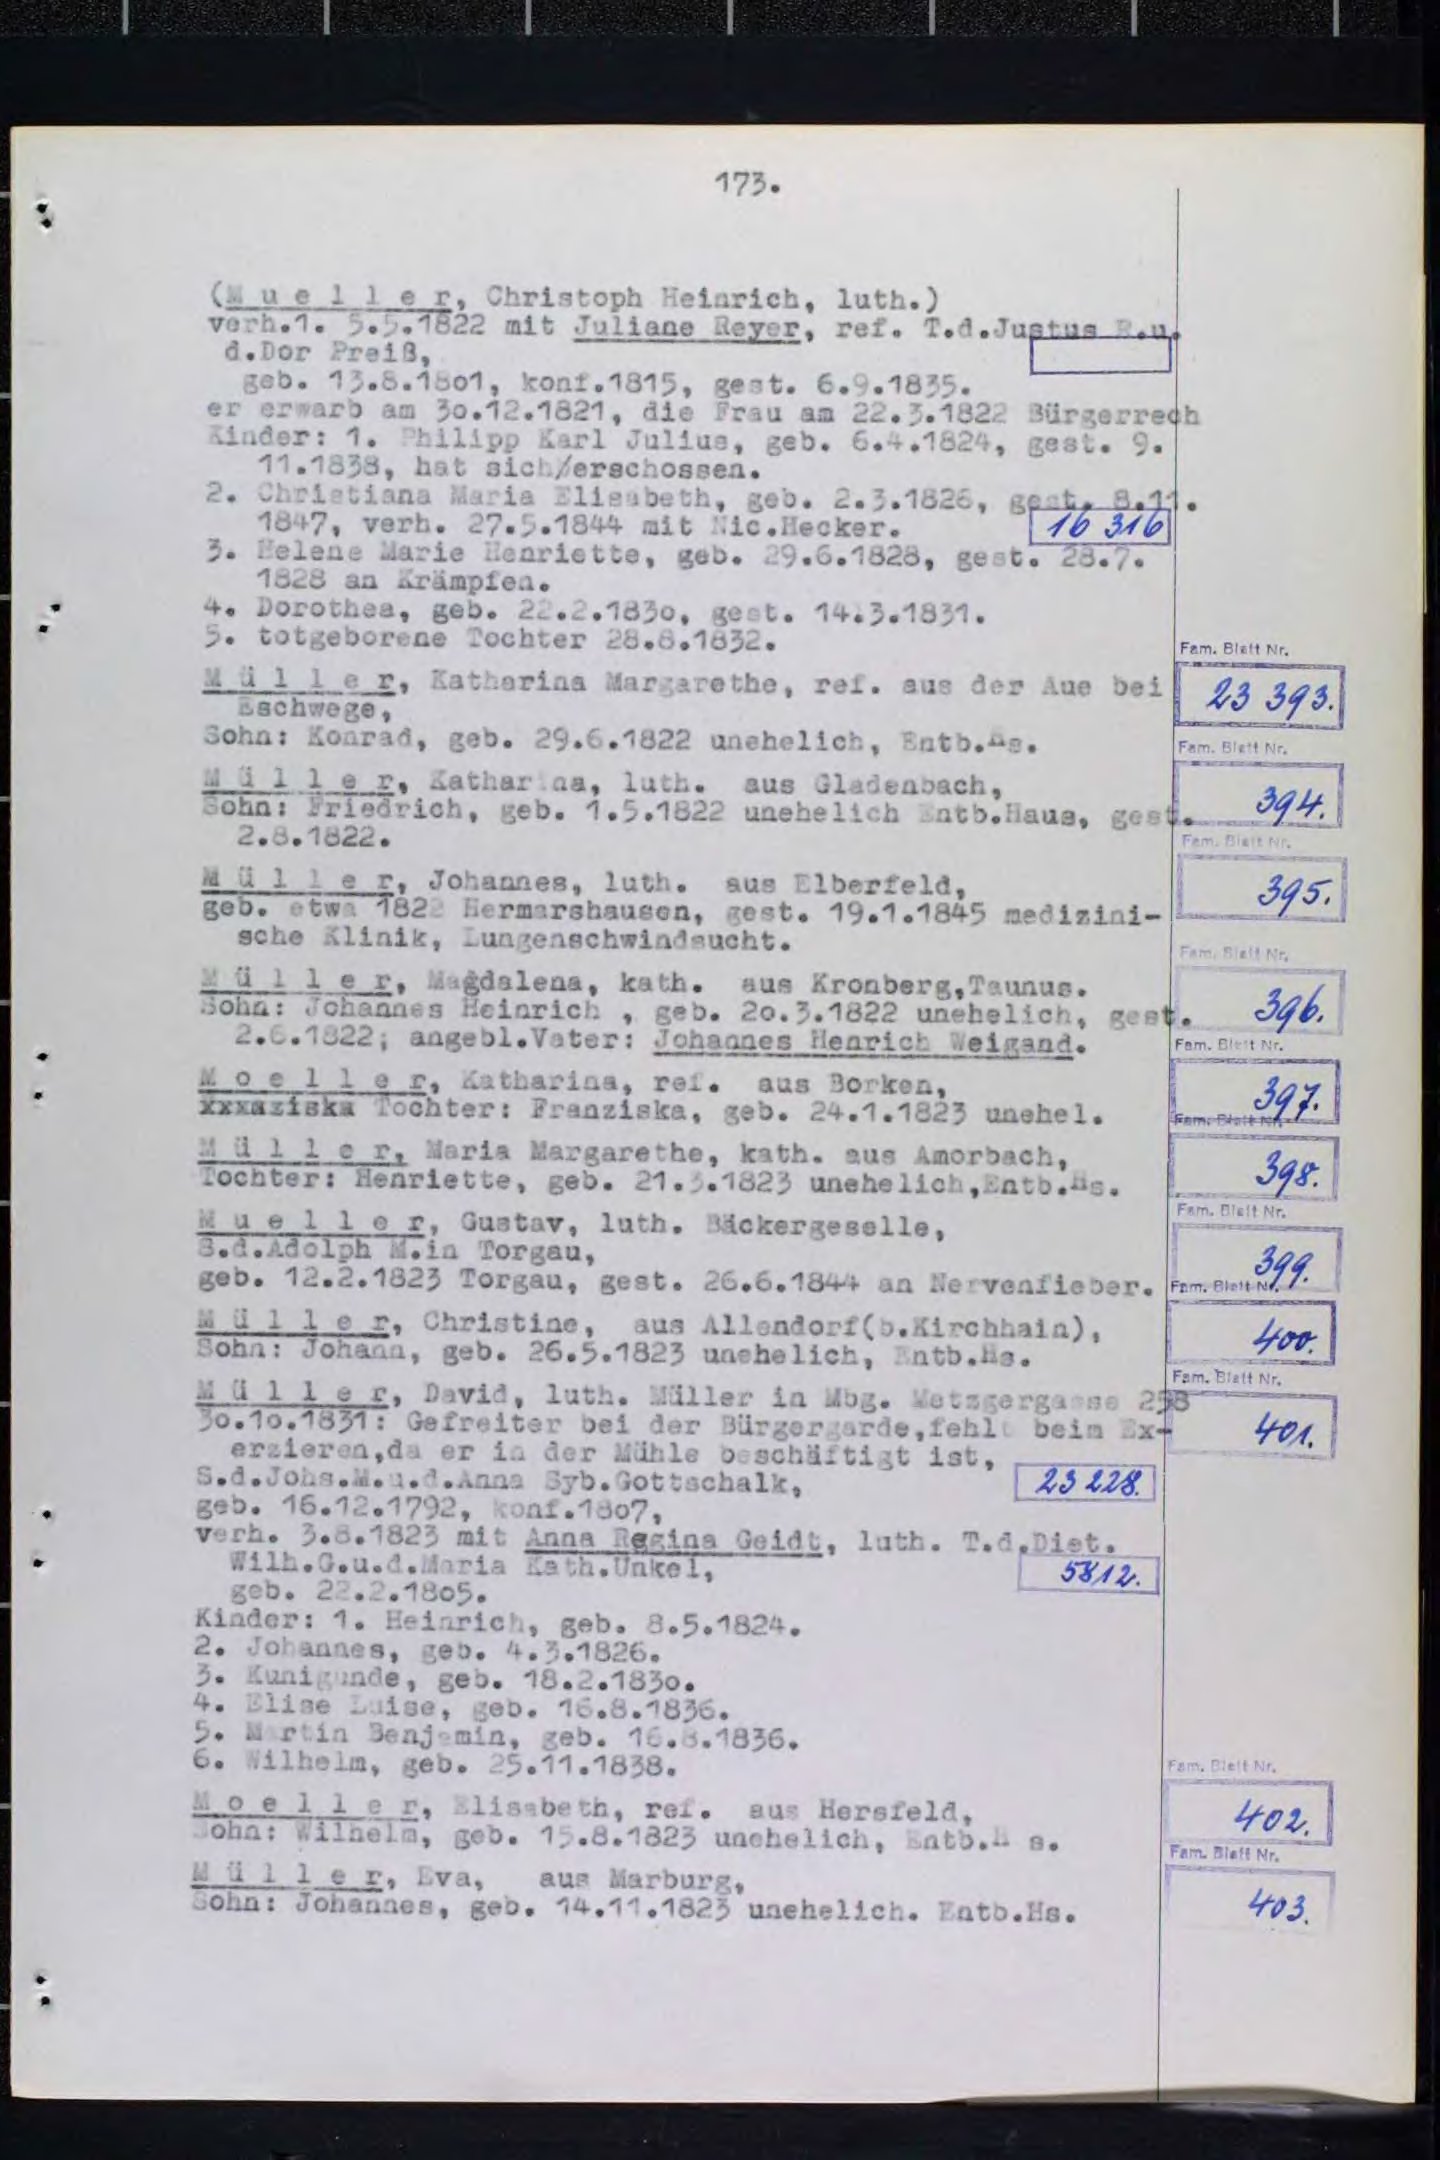 173.
(M u e l l e r, Christoph Heinrich, luth.)
verh.1. 5.5.1822 mit Juliane Reyer, ref. T.d.Justus R.u.
d.Dor Preiß,
geb. 13.8.1801, konf.1815, gest. 6.9.1835.
er erwarb am 30.12.1821, die Frau am 22.3.1822 Bürgerrech
Kinder: 1. Philipp Karl Julius, geb. 6.4.1824, gest. 9.
11.1838, hat sich/erschossen.
2. Christiana Maria Elisabeth, geb. 2.3.1826, gest. 8.11.
1847, verh. 27.5.1844 mit Nic.Hecker. 16 316
3. Helene Marie Henriette, geb. 29.6.1828, gest. 28.7.
1828 an Krämpfen.
4. Dorothea, geb. 22.2.1830, gest. 14.3.1831.
5. totgeborene Tochter 28.8.1832.
Fam. Blatt Nr.
M ü l l e r, Katharina Margarethe, ref. aus der Aue bei 23 393.
Eschwege,
Sohn: Konrad, geb. 29.6.1822 unehelich, Entb.Hs.
Fam. Blatt Nr.
M ü l l e r, Katharina, luth. aus Gladenbach, 394.
Sohn: Friedrich, geb. 1.5.1822 unehelich Entb.Haus, gest.
2.8.1822.
Fam. Blatt Nr.
M ü l l e r, Johannes, luth. aus Elberfeld, 395.
geb. etwa 1822 Hermarshausen, gest. 19.1.1845 medizini-
sche Klinik, Lungenschwindsucht.
Fam. Blatt Nr.
M ü l l e r, Magdalena, kath. aus Kronberg,Taunus. 396.
Sohn: Johannes Heinrich , geb. 20.3.1822 unehelich, gest.
2.6.1822; angebl.Vater: Johannes Henrich Weigand.
Fam. Blatt Nr.
M o e l l e r, Katharina, ref. aus Borken, 397.
xxxaziska Tochter: Franziska, geb. 24.1.1823 unehel.
Fam. Blatt Nr.
M ü l l e r, Maria Margarethe, kath. aus Amorbach, 398.
Tochter: Henriette, geb. 21.3.1823 unehelich,Entb.Hs.
Fam. Blatt Nr.
M u e l l e r, Gustav, luth. Bäckergeselle, 399.
S.d.Adolph M.in Torgau,
geb. 12.2.1823 Torgau, gest. 26.6.1844 an Nervenfieber.
Fam. Blatt Nr.
M ü l l e r, Christine, aus Allendorf(b.Kirchhain), 400.
Sohn: Johann, geb. 26.5.1823 unehelich, Entb.Hs.
Fam. Blatt Nr.
M ü l l e r, David, luth. Müller in Mbg. Metzgergasse 258
30.10.1831: Gefreiter bei der Bürgergarde,fehlt beim Ex- 401.
erzieren,da er in der Mühle beschäftigt ist,
S.d.Johs.M.u.d.Anna Syb.Gottschalk, 23 228.
geb. 16.12.1792, konf.1807,
verh. 3.8.1823 mit Anna Regina Geidt, luth. T.d.Diet.
Wilh.G.u.d.Maria Kath.Unkel, 5812.
geb. 22.2.1805.
Kinder: 1. Heinrich, geb. 8.5.1824.
2. Johannes, geb. 4.3.1826.
3. Kunigunde, geb. 18.2.1830.
4. Elise Luise, geb. 16.8.1836.
5. Martin Benjamin, geb. 16.8.1836.
6. Wilhelm, geb. 25.11.1838.
Fam. Blatt Nr.
M o e l l e r, Elisabeth, ref. aus Hersfeld, 402.
Sohn: Wilhelm, geb. 15.8.1823 unehelich, Entb.H s.
Fam. Blatt Nr.
M ü l l e r, Eva, aus Marburg,
Sohn: Johannes, geb. 14.11.1823 unehelich. Entb.Hs. 403.